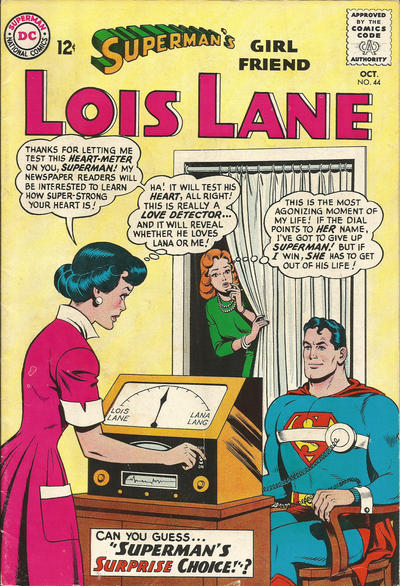 SUPERMAN
DC
NATIONAL COMICS
12¢
SUPERMAN'S
GIRL
FRIEND
LOIS LANE
APPROVED
BY THE
COMICS
CODE
CA
AUTHORITY
OCT.
NO. 44
THANKS FOR LETTING ME
TEST THIS HEART-METER
ON YOU, SUPERMAN! MY
NEWSPAPER READERS WILL
BE INTERESTED TO LEARN
HOW SUPER-STRONG
YOUR HEART IS!
HA! IT WILL TEST HIS
HEART, ALL RIGHT!
THIS IS REALLY A
LOVE DETECTOR...
AND IT WILL REVEAL
WHETHER HE LOVES
LANA OR ME!
THIS IS THE MOST
AGONIZING MOMENT OF
MY LIFE! IF THE DIAL
POINTS TO HER NAME,
I'VE GOT TO GIVE UP
SUPERMAN! BUT IF
I WIN, SHE HAS TO GET
OUT OF HIS LIFE!
LOIS
LANE
LANA
LANG
S
CAN YOU GUESS...
"SUPERMAN'S
SURPRISE CHOICE!"?